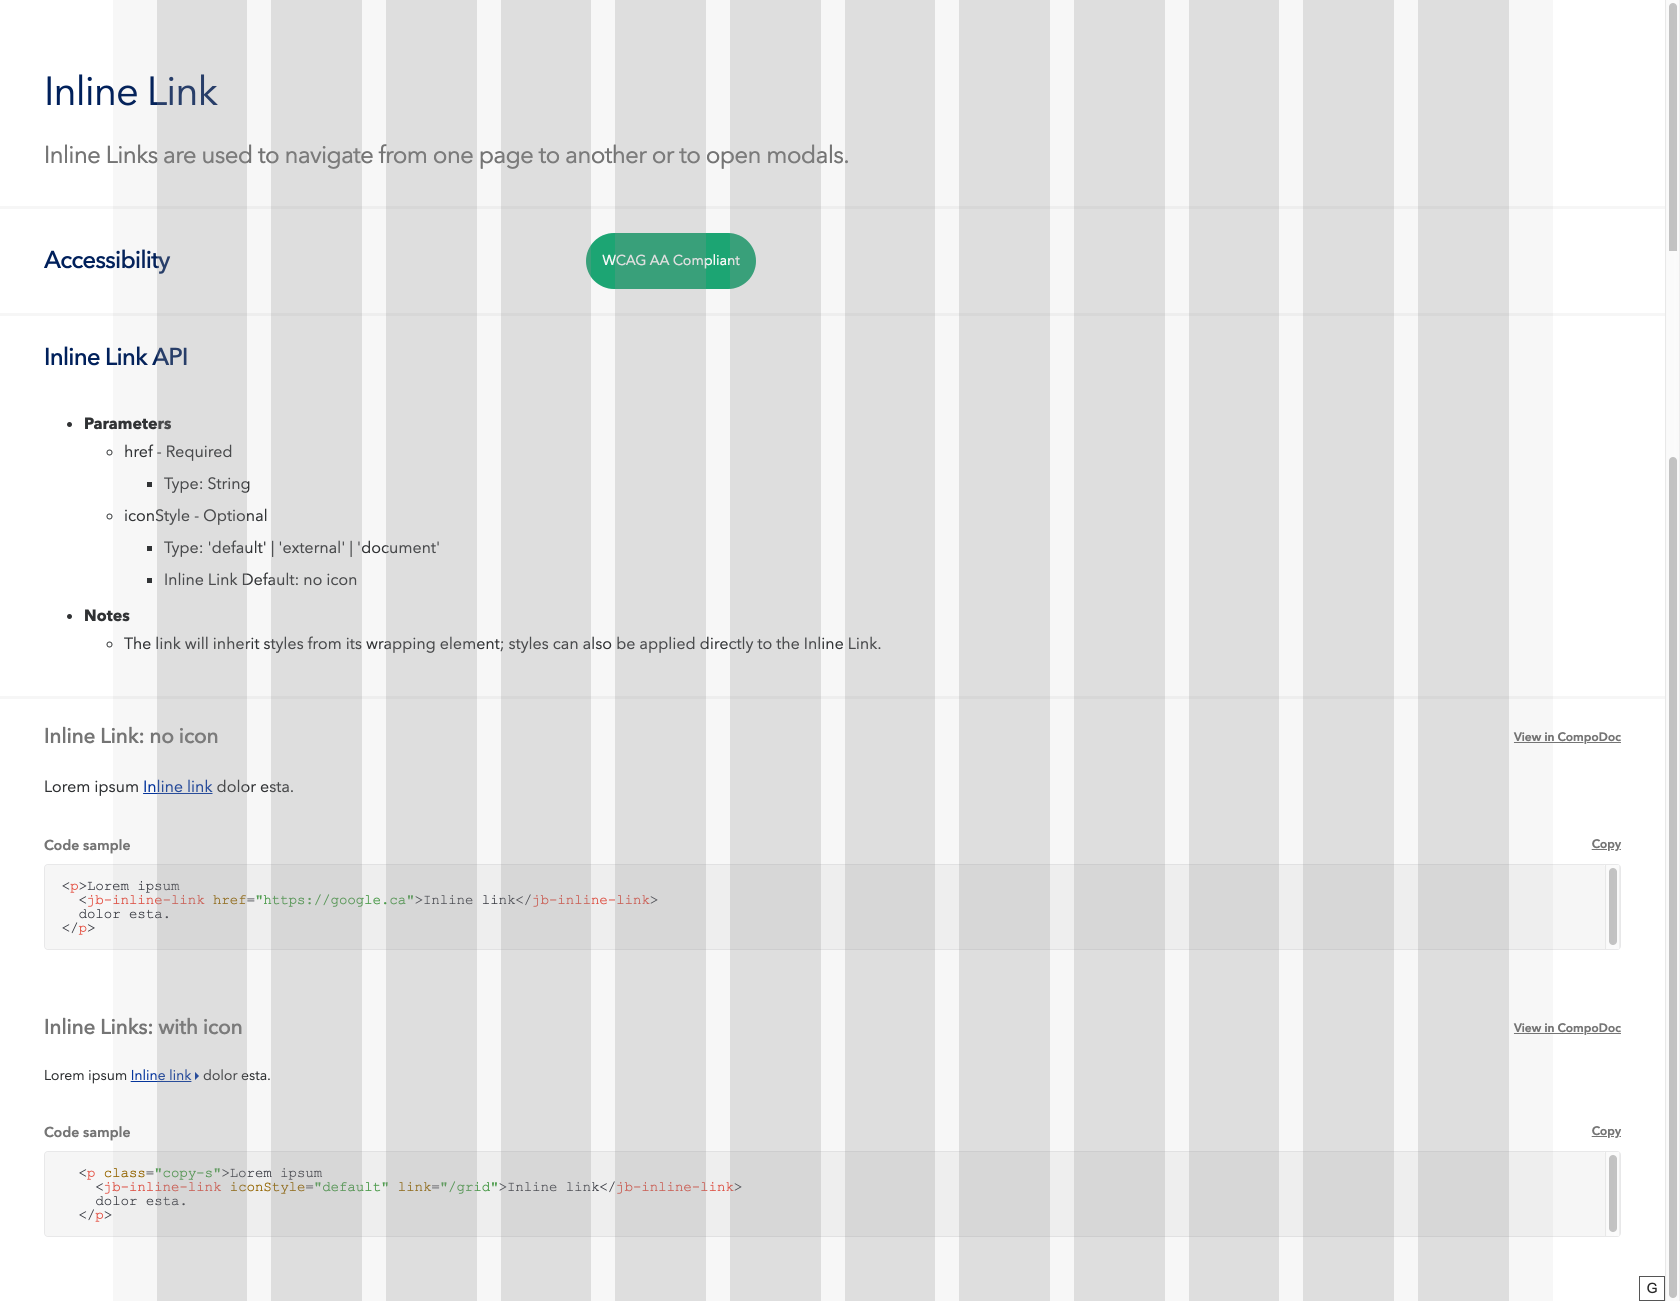 Inline Link
Inline Links are used to navigate from one page to another or to open modals.
Accessibility
WCAG AA Compliant
Inline Link API
Parameters
href - Required
Type: String
iconStyle - Optional
Type: 'default' | 'external' | 'document'
Inline Link Default: no icon
Notes
The link will inherit styles from its wrapping element; styles can also be applied directly to the Inline Link.
Inline Link: no icon
View in CompoDoc
Lorem ipsum Inline link dolor esta.
Code sample
Copy
<p>Lorem ipsum
<jb-inline-link href="https://google.ca">Inline link</jb-inline-link>
dolor esta.
</p>
Inline Links: with icon
View in CompoDoc
Lorem ipsum Inline link dolor esta.
Code sample
Copy
<p class="copy-s">Lorem ipsum
<jb-inline-link iconStyle="default" link="/grid">Inline link</jb-inline-link>
dolor esta.
</p>
G